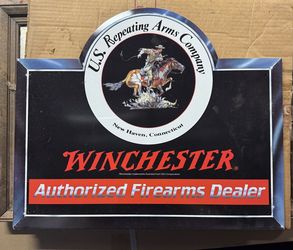 U.S. Repeating Arms Company
New Haven, Connecticut
WINCHESTER®
Authorized Firearms Dealer